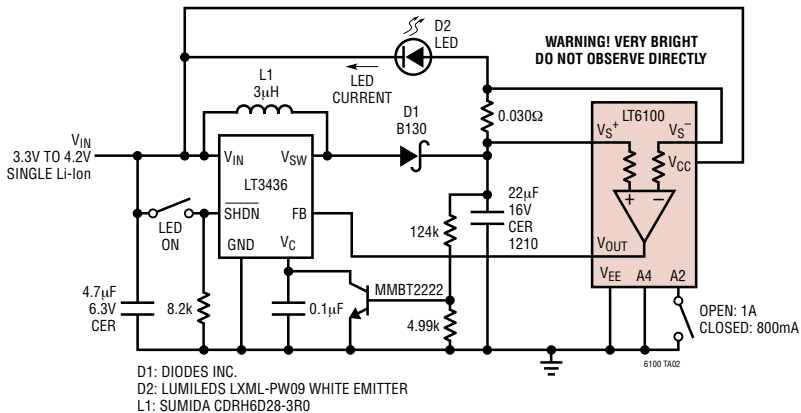 D2
LED
WARNING! VERY BRIGHT
DO NOT OBSERVE DIRECTLY
LED
CURRENT
L1
3µH
D1
B130
0.030Ω
LT6100
VS+
VS–
VCC
VIN
3.3V TO 4.2V
SINGLE Li-Ion
VIN
VSW
LT3436
SHDN
FB
GND
VC
LED
ON
124k
22µF
16V
CER
1210
+
–
VOUT
VEE
A4
A2
4.7µF
6.3V
CER
8.2k
0.1µF
MMBT2222
4.99k
OPEN: 1A
CLOSED: 800mA
6100 TA02
D1: DIODES INC.
D2: LUMILEDS LXML-PW09 WHITE EMITTER
L1: SUMIDA CDRH6D28-3R0